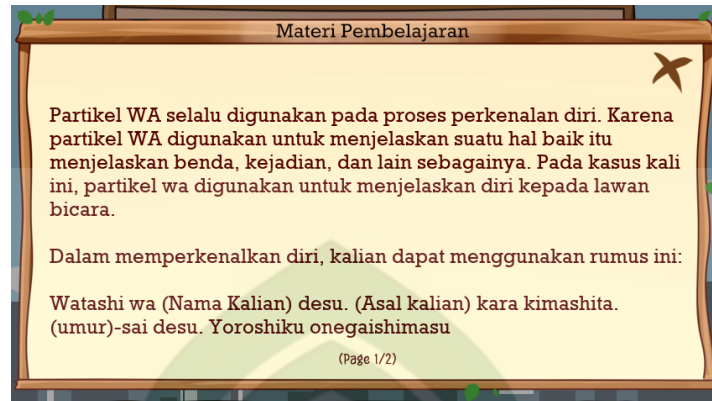 Materi Pembelajaran
Partikel WA selalu digunakan pada proses perkenalan diri. Karena
partikel WA digunakan untuk menjelaskan suatu hal baik itu
menjelaskan benda, kejadian, dan lain sebagainya. Pada kasus kali
ini, partikel wa digunakan untuk menjelaskan diri kepada lawan
bicara.
Dalam memperkenalkan diri, kalian dapat menggunakan rumus ini:
Watashi wa (Nama Kalian) desu. (Asal kalian) kara kimashita.
(umur)-sai desu. Yoroshiku onegaishimasu
(Page 1/2)